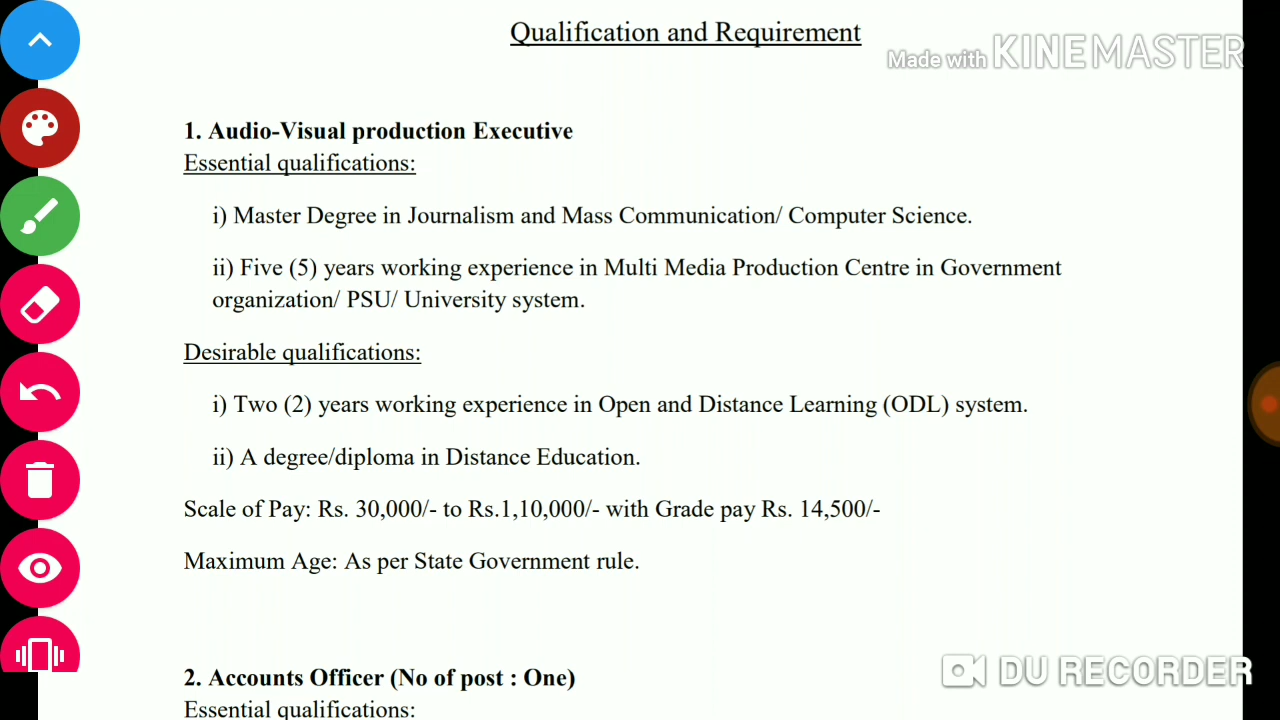 Qualification and Requirement
Made with KINEMASTER
1. Audio-Visual production Executive
Essential qualifications:
i) Master Degree in Journalism and Mass Communication/ Computer Science.
ii) Five (5) years working experience in Multi Media Production Centre in Government
organization/ PSU/ University system.
Desirable qualifications:
i) Two (2) years working experience in Open and Distance Learning (ODL) system.
ii) A degree/diploma in Distance Education.
Scale of Pay: Rs. 30,000/- to Rs.1,10,000/- with Grade pay Rs. 14,500/-
Maximum Age: As per State Government rule.
2. Accounts Officer (No of post : One)
DU RECORDER
Essential qualifications: